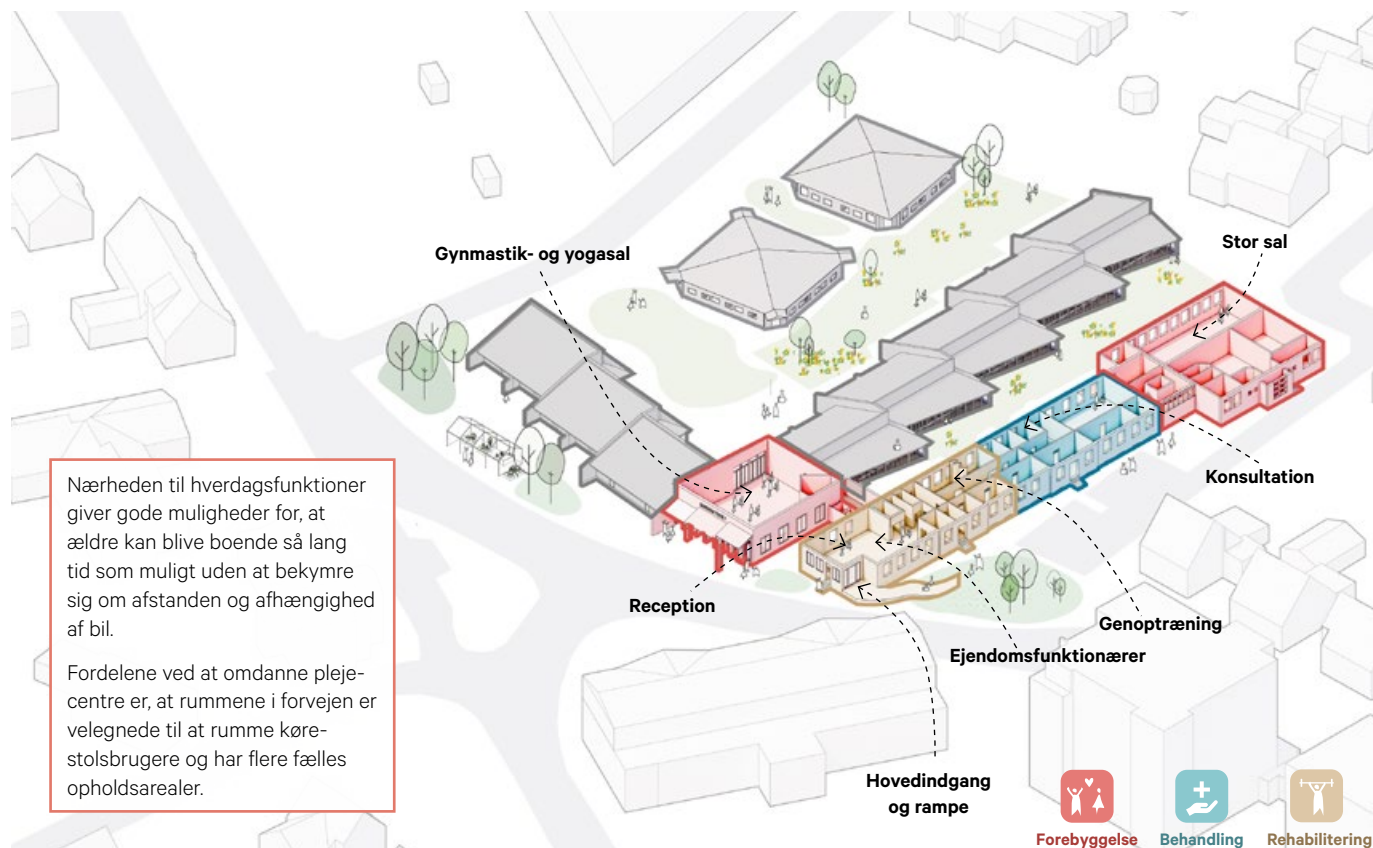 Gynmastik- og yogasal
Stor sal
Konsultation
Nærheden til hverdagsfunktioner
giver gode muligheder for, at
ældre kan blive boende så lang
tid som muligt uden at bekymre
sig om afstanden og afhængighed
af bil.
Fordelene ved at omdanne pleje-
centre er, at rummene i forvejen er
velegnede til at rumme køre-
stolsbrugere og har flere fælles
opholdsarealer.
Reception
Genoptræning
Ejendomsfunktionærer
Hovedindgang
og rampe
Forebyggelse
Behandling
Rehabilitering